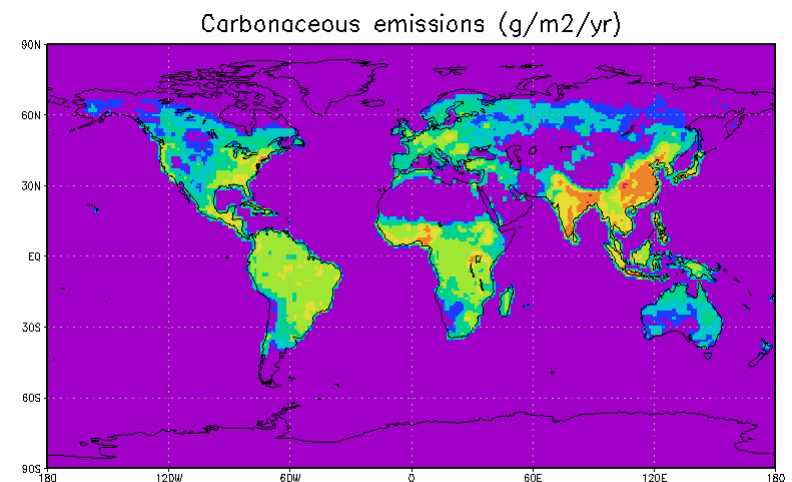 Carbonaceous emissions (g/m2/yr)
90N
60N
30N
EQ
30S
60S
90S
180 120W 60W 0 60E 120E 180